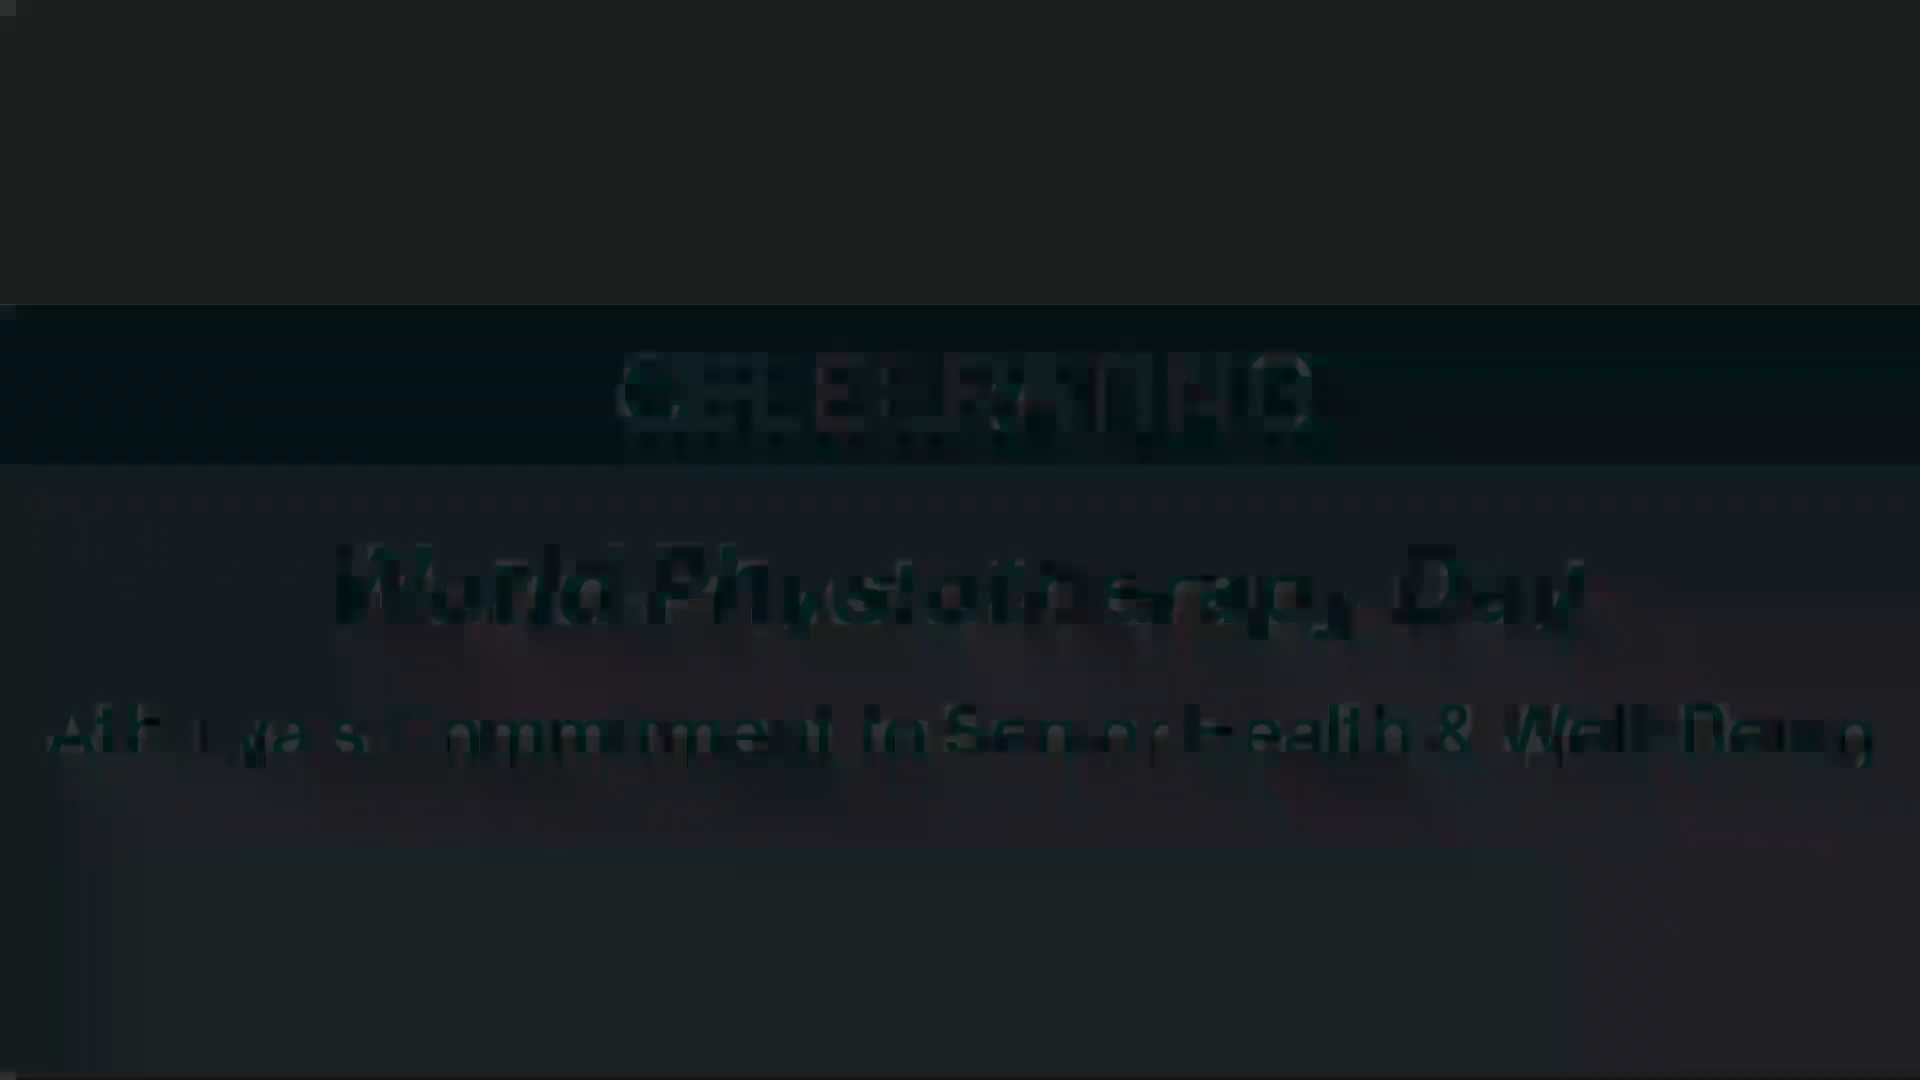 CELEBRATING
World Physiotherapy Day
Commitment to Senior Health & Well-Being